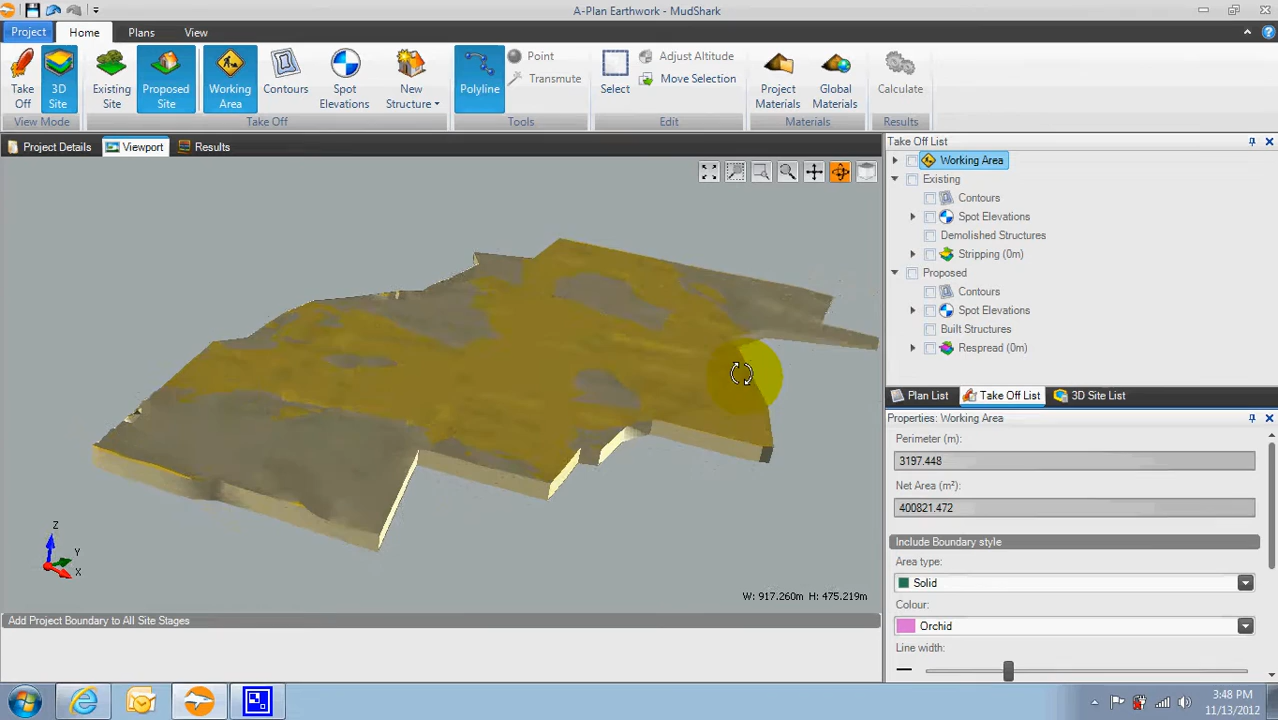 A-Plan Earthwork - MudShark
Project
Home
Plans
View
Take Off
3D Site
Existing Site
Proposed Site
Working Area
Contours
Spot Elevations
New Structure
Polyline
Point
Transmute
Select
Adjust Altitude
Move Selection
Project Materials
Global Materials
Calculate
View Mode
Take Off
Tools
Edit
Materials
Results
Project Details
Viewport
Results
Take Off List
Working Area
Existing
Contours
Spot Elevations
Demolished Structures
Stripping (0m)
Proposed
Contours
Spot Elevations
Built Structures
Respread (0m)
Plan List
Take Off List
3D Site List
Properties: Working Area
Perimeter (m):
3197.448
Net Area (m²):
400821.472
Include Boundary style
Area type:
Solid
Colour:
Orchid
Line width:
Z
Y
X
W: 917.260m H: 475.219m
Add Project Boundary to All Site Stages
3:48 PM
11/13/2012